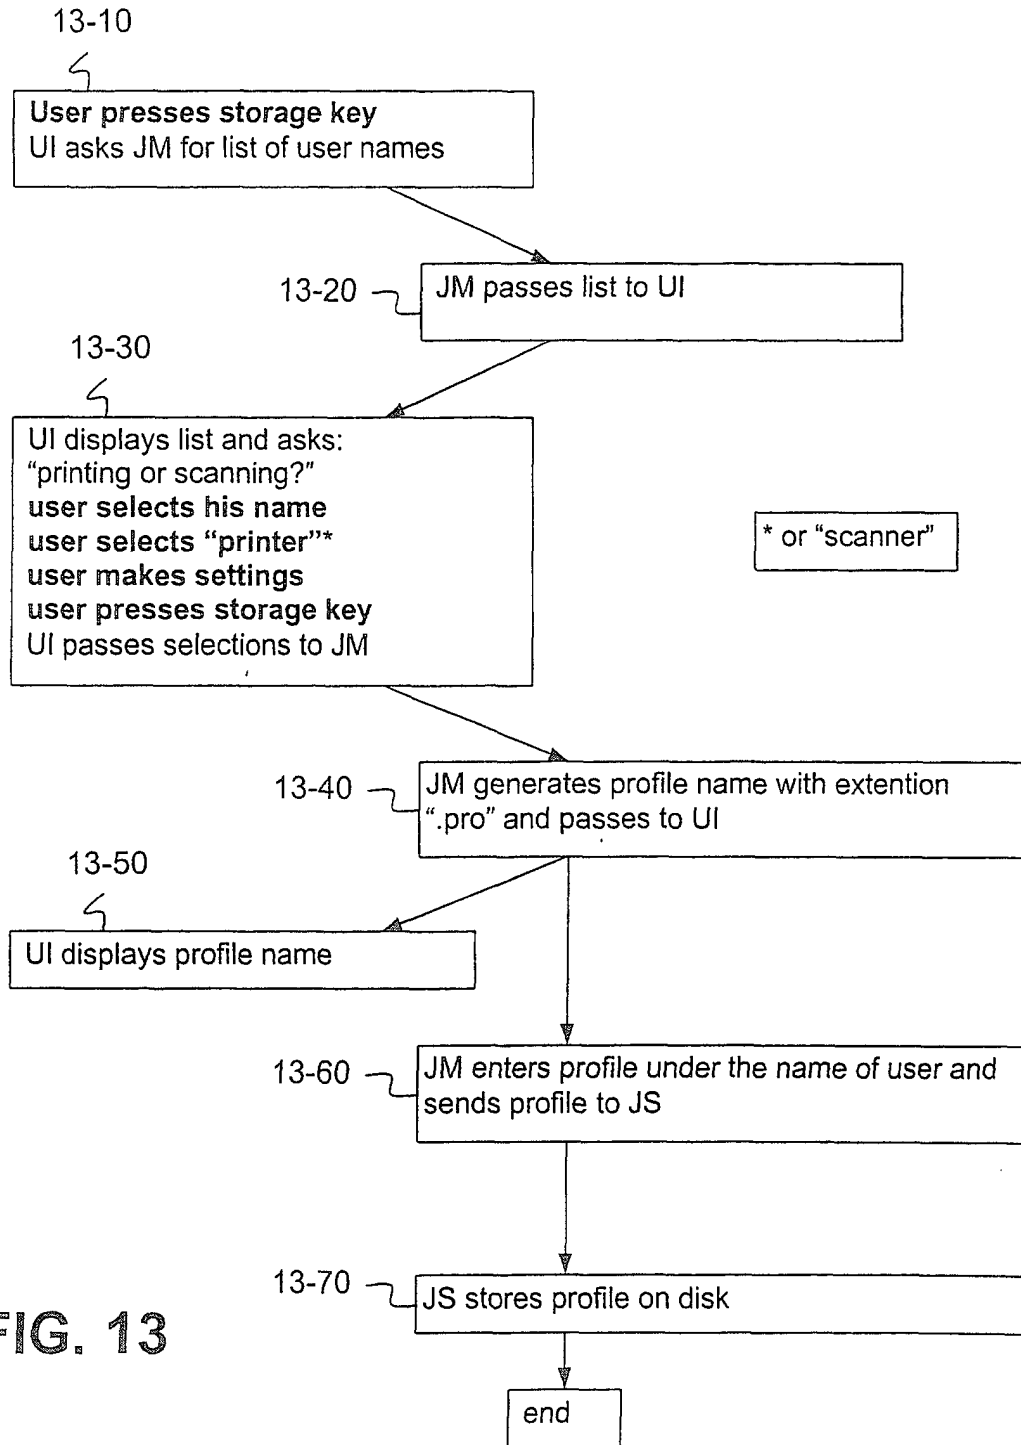 13-10
User presses storage key
UI asks JM for list of user names
13-20
JM passes list to UI
13-30
UI displays list and asks:
“printing or scanning?”
user selects his name
user selects “printer”*
user makes settings
user presses storage key
UI passes selections to JM
* or “scanner”
13-40
JM generates profile name with extention
“.pro” and passes to UI
13-50
UI displays profile name
13-60
JM enters profile under the name of user and
sends profile to JS
13-70
JS stores profile on disk
FIG. 13
end